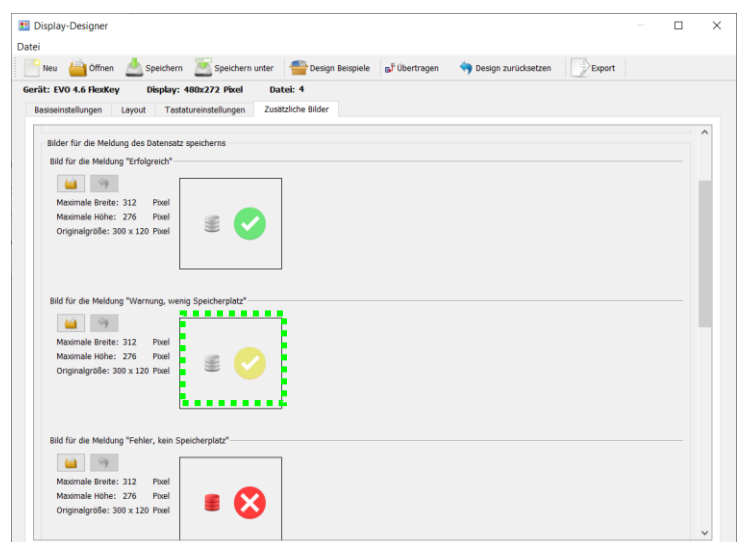 Display-Designer
Datei
Neu Öffnen Speichern Speichern unter Design Beispiele Übertragen Design zurücksetzen Export
Gerät: EVO 4.6 FlexKey Display: 480x272 Pixel Datei: 4
Basiseinstellungen Layout Tastatureinstellungen Zusätzliche Bilder
Bilder für die Meldung des Datensatz speicherns
Bild für die Meldung "Erfolgreich"
Maximale Breite: 312 Pixel
Maximale Höhe: 276 Pixel
Originalgröße: 300 x 120 Pixel
Bild für die Meldung "Warnung, wenig Speicherplatz"
Maximale Breite: 312 Pixel
Maximale Höhe: 276 Pixel
Originalgröße: 300 x 120 Pixel
Bild für die Meldung "Fehler, kein Speicherplatz"
Maximale Breite: 312 Pixel
Maximale Höhe: 276 Pixel
Originalgröße: 300 x 120 Pixel